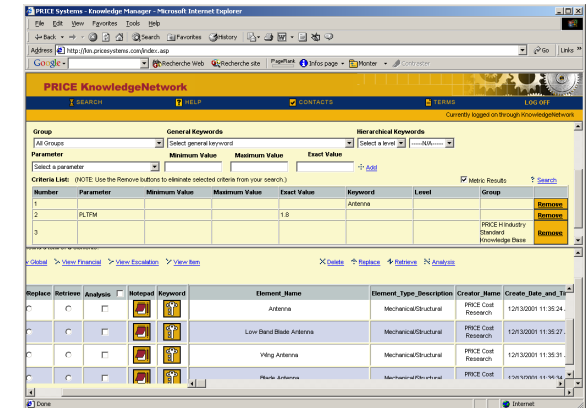 PRICE Systems - Knowledge Manager - Microsoft Internet Explorer
File Edit View Favorites Tools Help
Back Search Favorites History
Address http://km.pricesystems.com/index.asp Go Links »
Google Recherche Web Recherche site PageRank Infos page Monter Contraster
PRICE KnowledgeNetwork
SEARCH HELP CONTACTS TERMS LOG OFF
Currently logged on through KnowledgeNetwork
Group General Keywords Hierarchical Keywords
All Groups Select general keyword Select a level -----N/A-----
Parameter Minimum Value Maximum Value Exact Value
Select a parameter Add
Criteria List: (NOTE: Use the Remove buttons to eliminate selected criteria from your search.) Metric Results ? Search
Number Parameter Minimum Value Maximum Value Exact Value Keyword Level Group
1 Antenna Remove
2 PLTFM 1.8 Remove
3 PRICE H Industry Standard Knowledge Base Remove
View Financial View Escalation View Item Delete Replace Retrieve Analysis
Replace Retrieve Analysis Notepad Keyword Element_Name Element_Type_Description Creator_Name Create_Date_and_Ti
Antenna Mechanical/Structural PRICE Cost Research 12/13/2001 11:35:24
Low Band Blade Antenna Mechanical/Structural PRICE Cost Research 12/13/2001 11:35:27
Wing Antenna Mechanical/Structural PRICE Cost Research 12/13/2001 11:35:31
Blade Antenna Mechanical/Structural PRICE Cost 12/13/2001 11:35:34
Done Internet